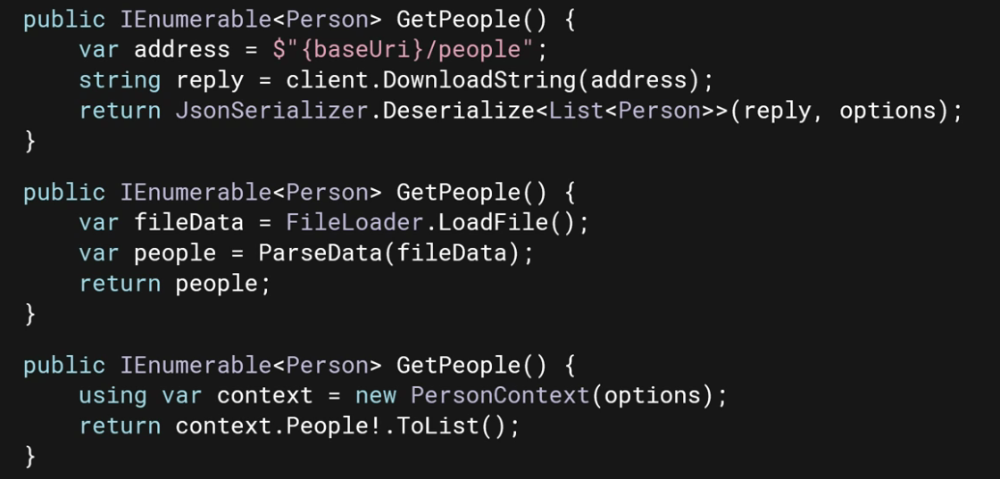 public IEnumerable<Person> GetPeople() {
    var address = $"{baseUri}/people";
    string reply = client.DownloadString(address);
    return JsonSerializer.Deserialize<List<Person>>(reply, options);
}
public IEnumerable<Person> GetPeople() {
    var fileData = FileLoader.LoadFile();
    var people = ParseData(fileData);
    return people;
}
public IEnumerable<Person> GetPeople() {
    using var context = new PersonContext(options);
    return context.People!.ToList();
}